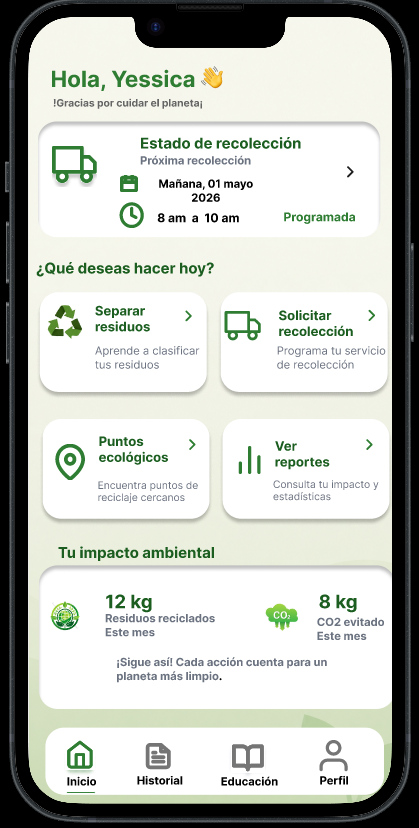 Hola, Yessica 👋
!Gracias por cuidar el planeta¡
Estado de recolección
Próxima recolección
Mañana, 01 mayo
2026
8 am a 10 am
Programada
¿Qué deseas hacer hoy?
Separar
residuos
Aprende a clasificar
tus residuos
Solicitar
recolección
Programa tu servicio
de recolección
Puntos
ecológicos
Encuentra puntos de
reciclaje cercanos
Ver
reportes
Consulta tu impacto y
estadísticas
Tu impacto ambiental
12 kg
Residuos reciclados
Este mes
CO₂
8 kg
CO2 evitado
Este mes
¡Sigue así! Cada acción cuenta para un
planeta más limpio.
Inicio
Historial
Educación
Perfil